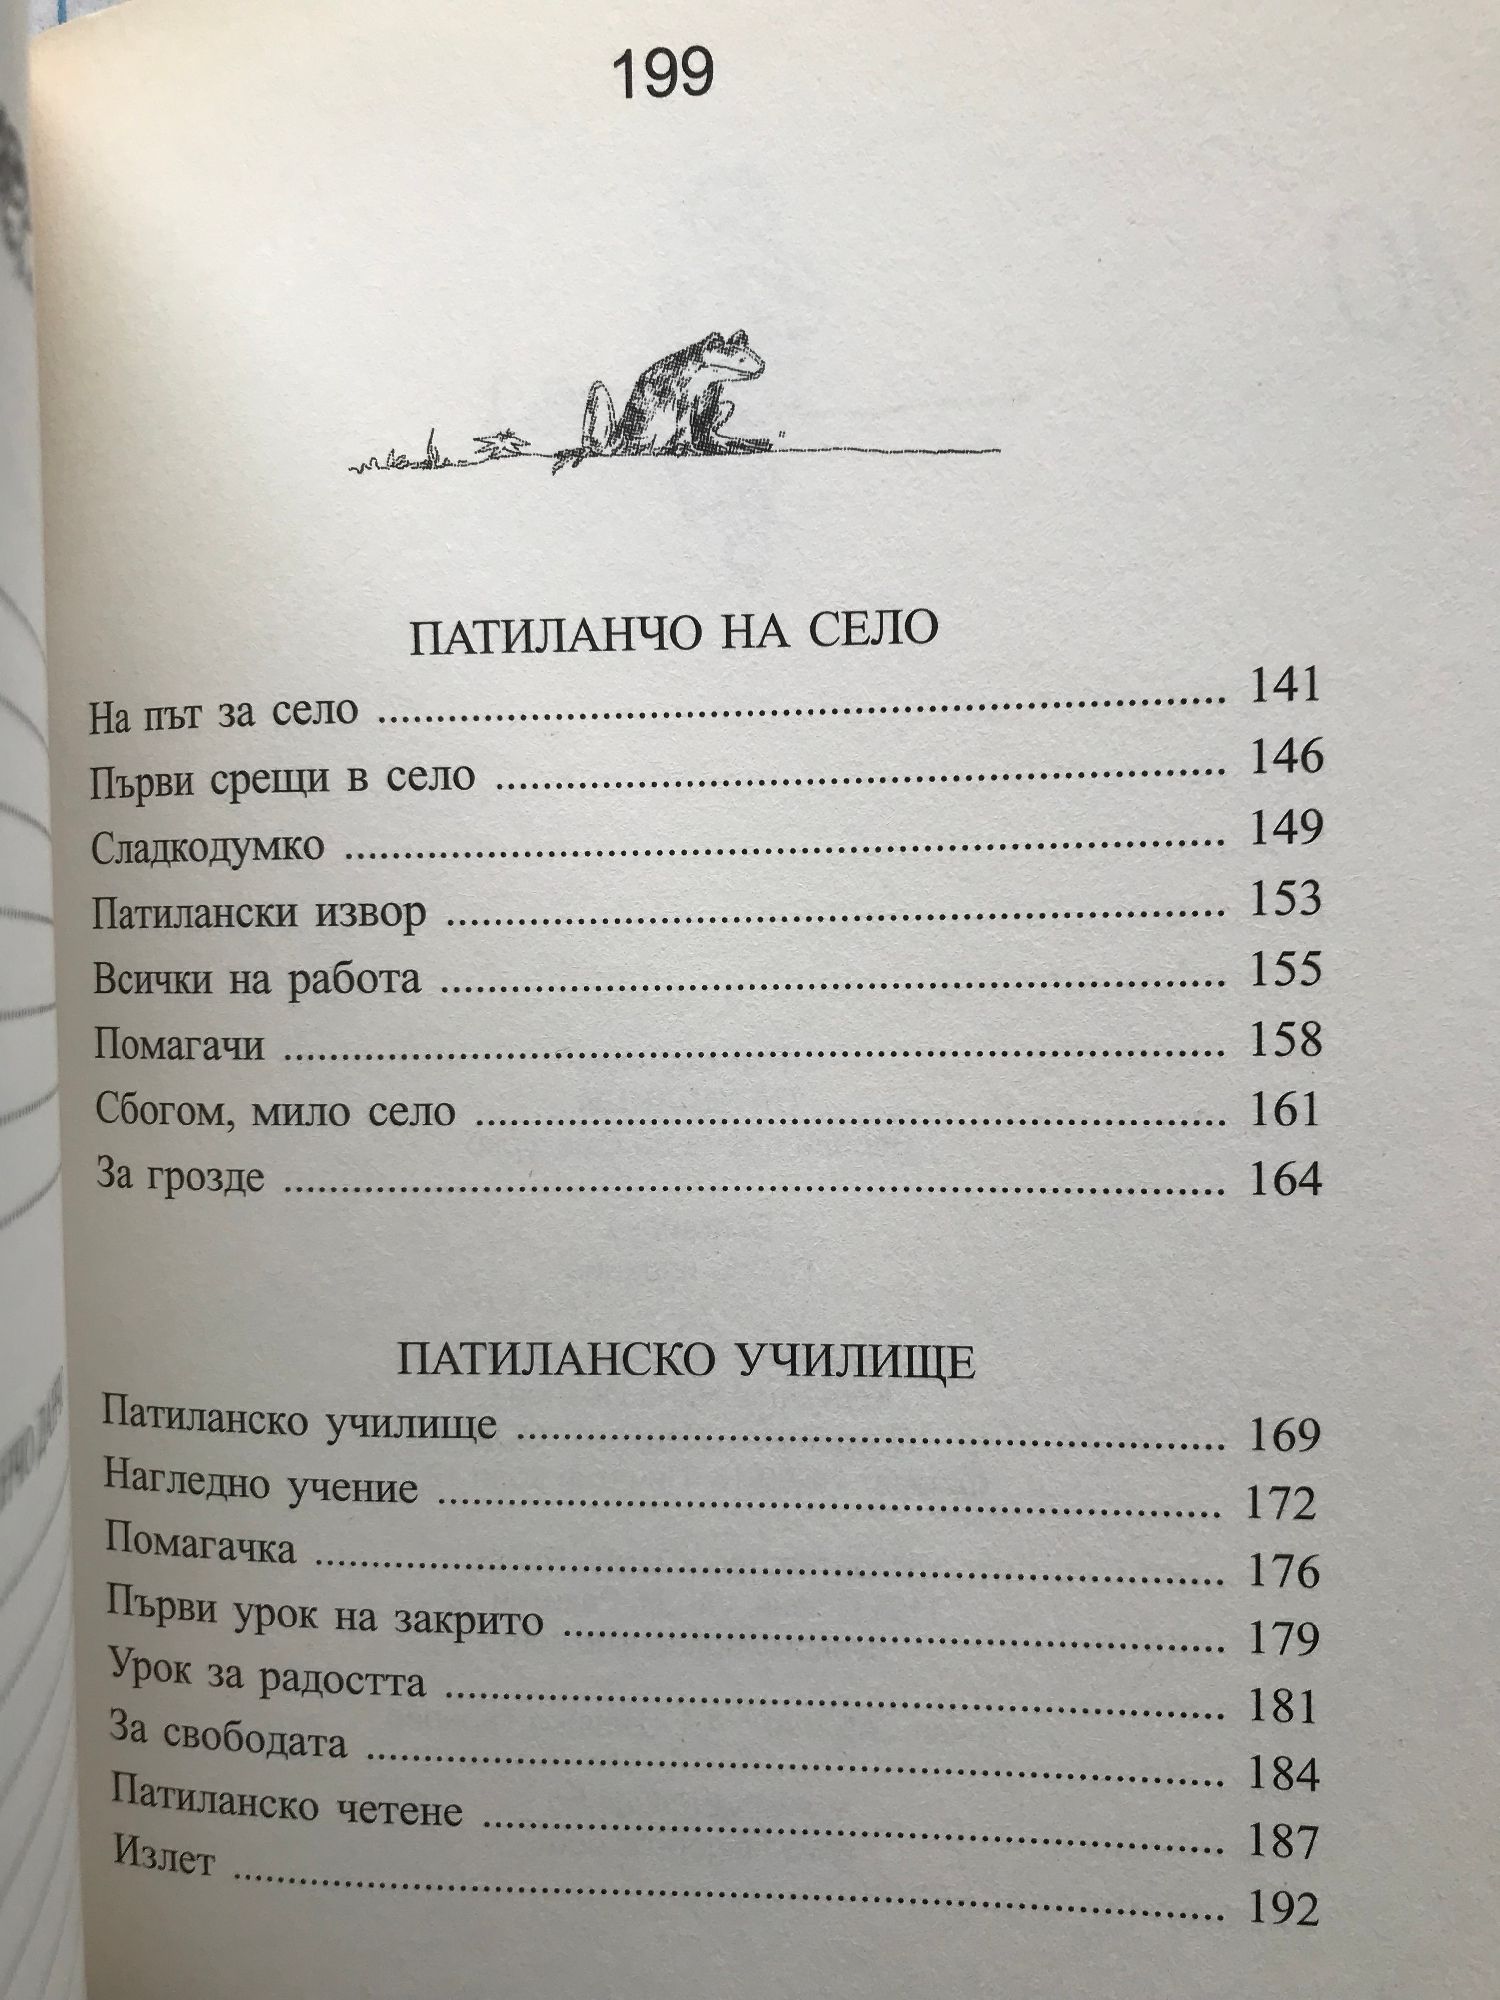 199
ПАТИЛАНЧО НА СЕЛО
На път за село ........ 141
Първи срещи в село ........ 146
Сладкодумко ........ 149
Патилански извор ........ 153
Всички на работа ........ 155
Помагачи ........ 158
Сбогом, мило село ........ 161
За грозде ........ 164
ПАТИЛАНСКО УЧИЛИЩЕ
Патиланско училище ........ 169
Нагледно учение ........ 172
Помагачка ........ 176
Първи урок на закрито ........ 179
Урок за радостта ........ 181
За свободата ........ 184
Патиланско четене ........ 187
Излет ........ 192